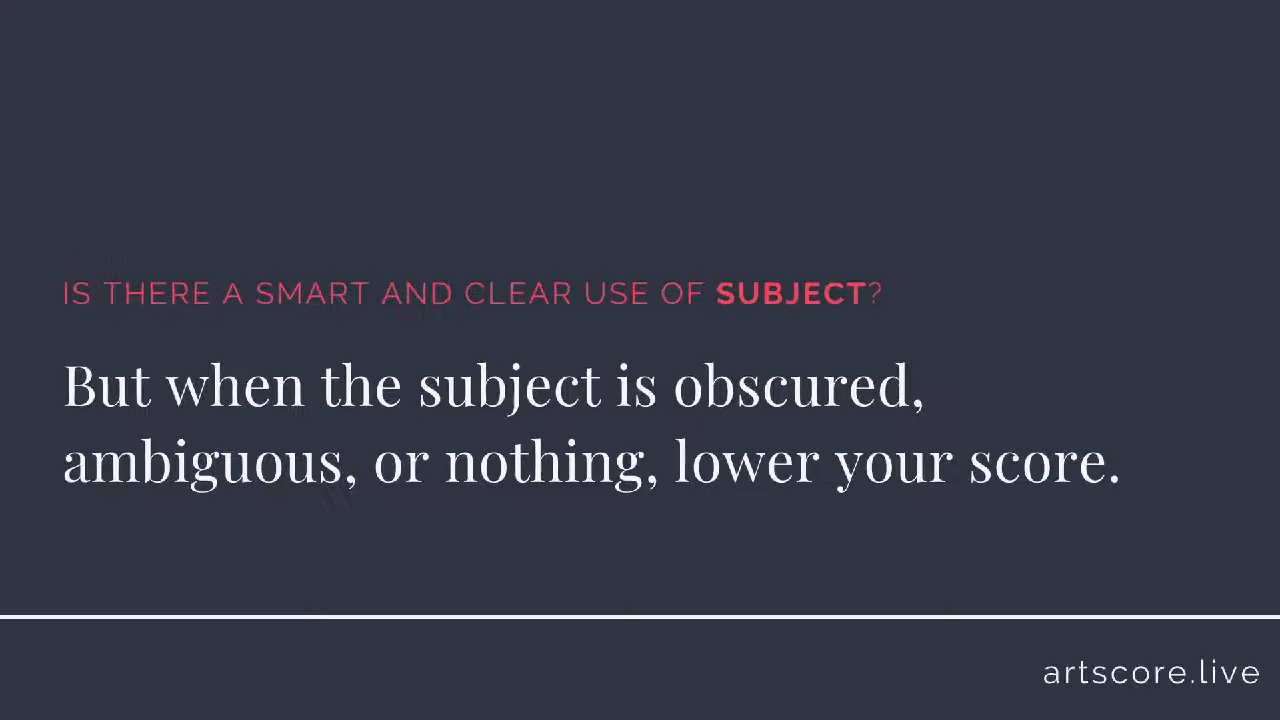 IS THERE A SMART AND CLEAR USE OF SUBJECT?
But when the subject is obscured,
ambiguous, or nothing, lower your score.
artscore.live